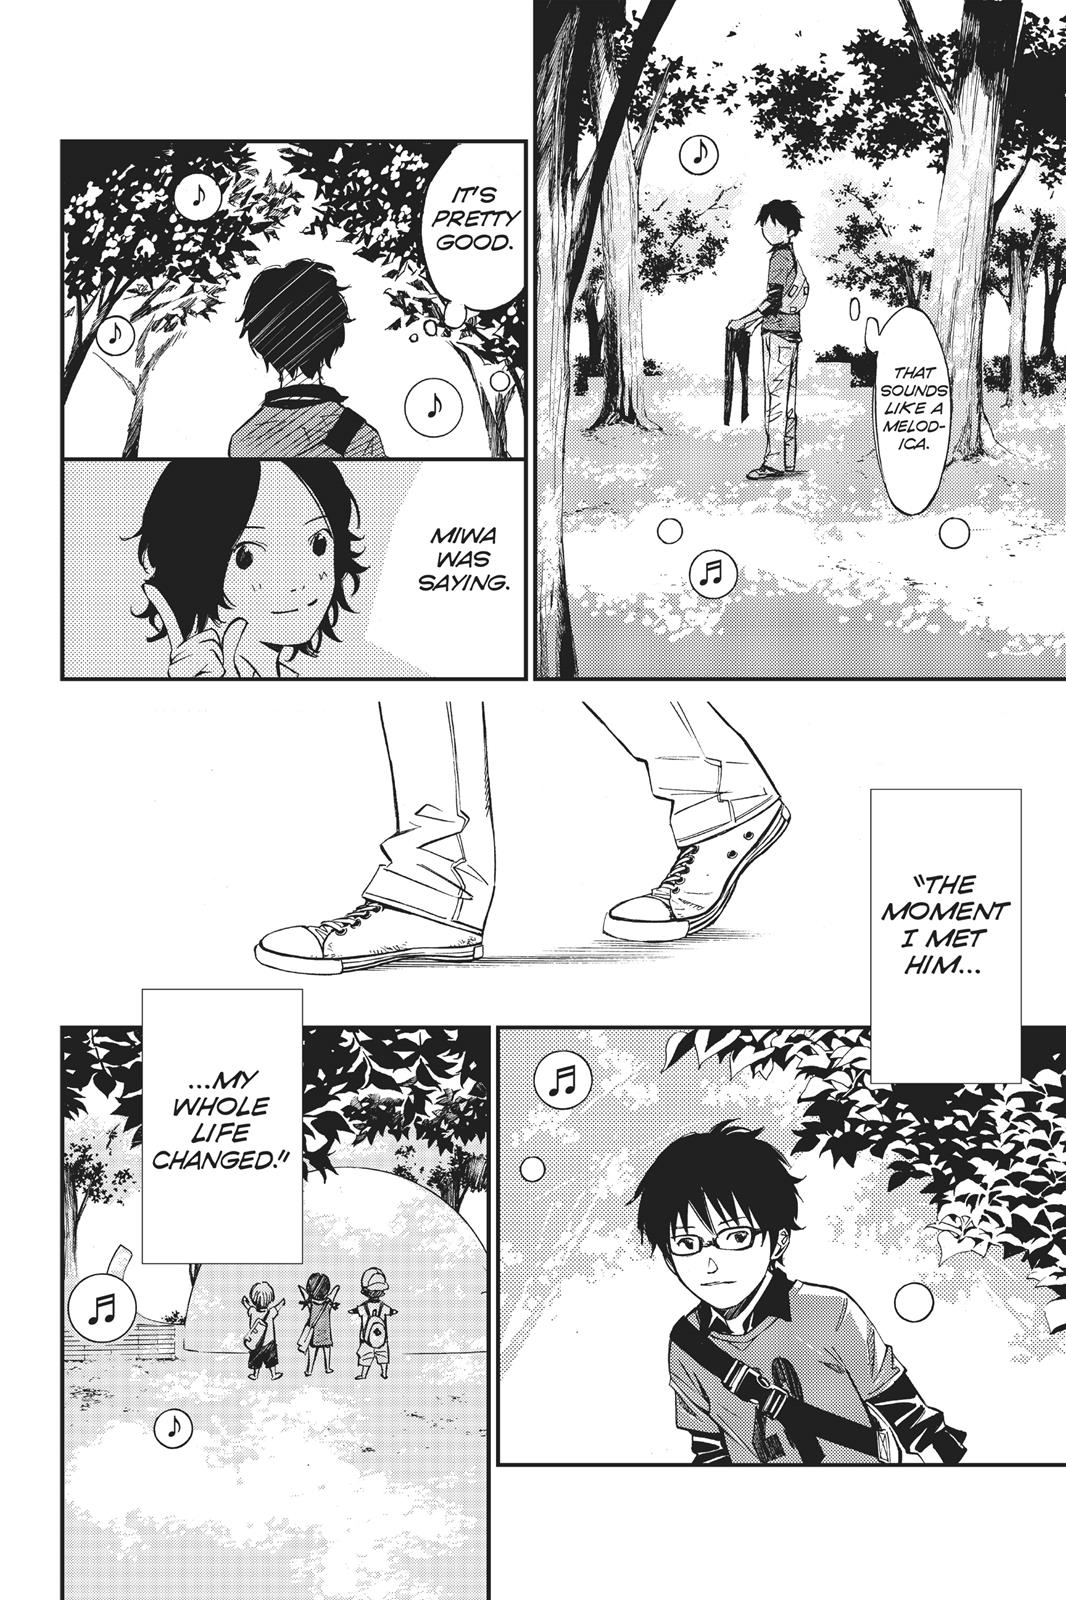 THAT
SOUNDS
LIKE A
MELOD-
ICA.
IT'S
PRETTY
GOOD.
MIWA
WAS
SAYING.
"THE
MOMENT
I MET
HIM...
...MY
WHOLE
LIFE
CHANGED."